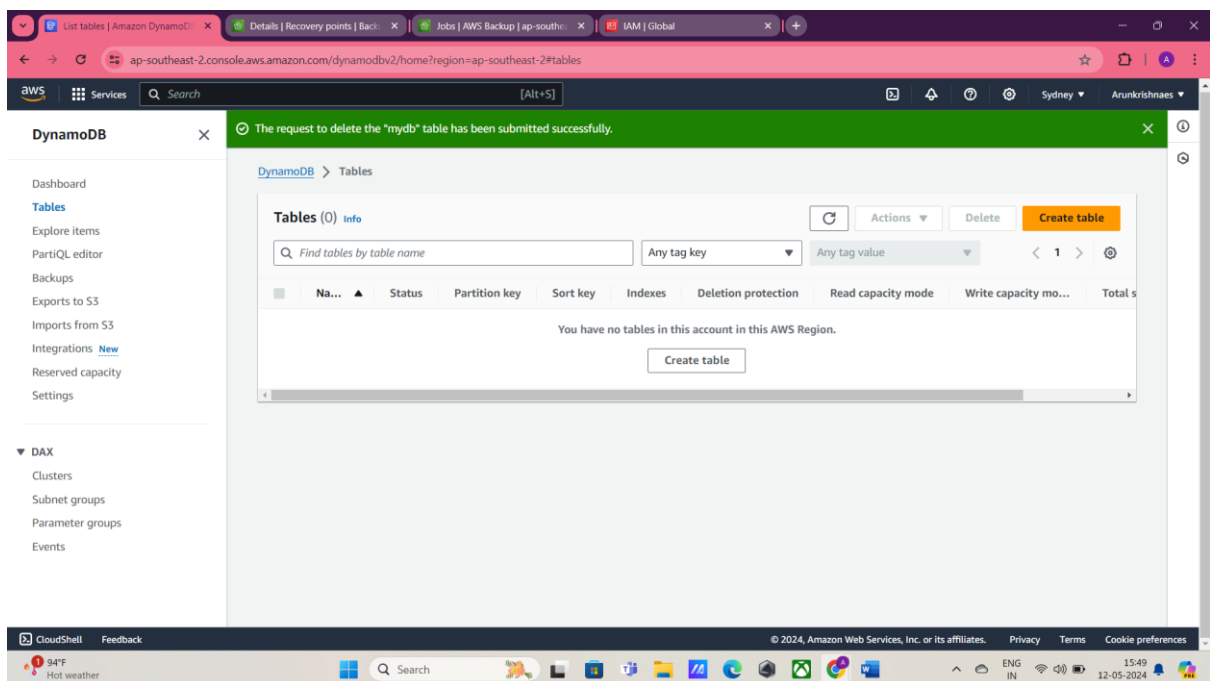 List tables | Amazon DynamoD
Details | Recovery points | Back
Jobs | AWS Backup | ap-southe
IAM | Global
ap-southeast-2.console.aws.amazon.com/dynamodbv2/home?region=ap-southeast-2#tables
A
aws
Services
Search
[Alt+S]
Sydney
Arunkrishnaes
DynamoDB
The request to delete the "mydb" table has been submitted successfully.
Dashboard
Tables
Explore items
PartiQL editor
Backups
Exports to S3
Imports from S3
Integrations New
Reserved capacity
Settings
DAX
Clusters
Subnet groups
Parameter groups
Events
DynamoDB > Tables
Tables (0) Info
Actions
Delete
Create table
Find tables by table name
Any tag key
Any tag value
1
Na... Status Partition key Sort key Indexes Deletion protection Read capacity mode Write capacity mo... Total s
You have no tables in this account in this AWS Region.
Create table
CloudShell Feedback
© 2024, Amazon Web Services, Inc. or its affiliates. Privacy Terms Cookie preferences
1
94°F
Hot weather
Search
ENG
IN
15:49
12-05-2024